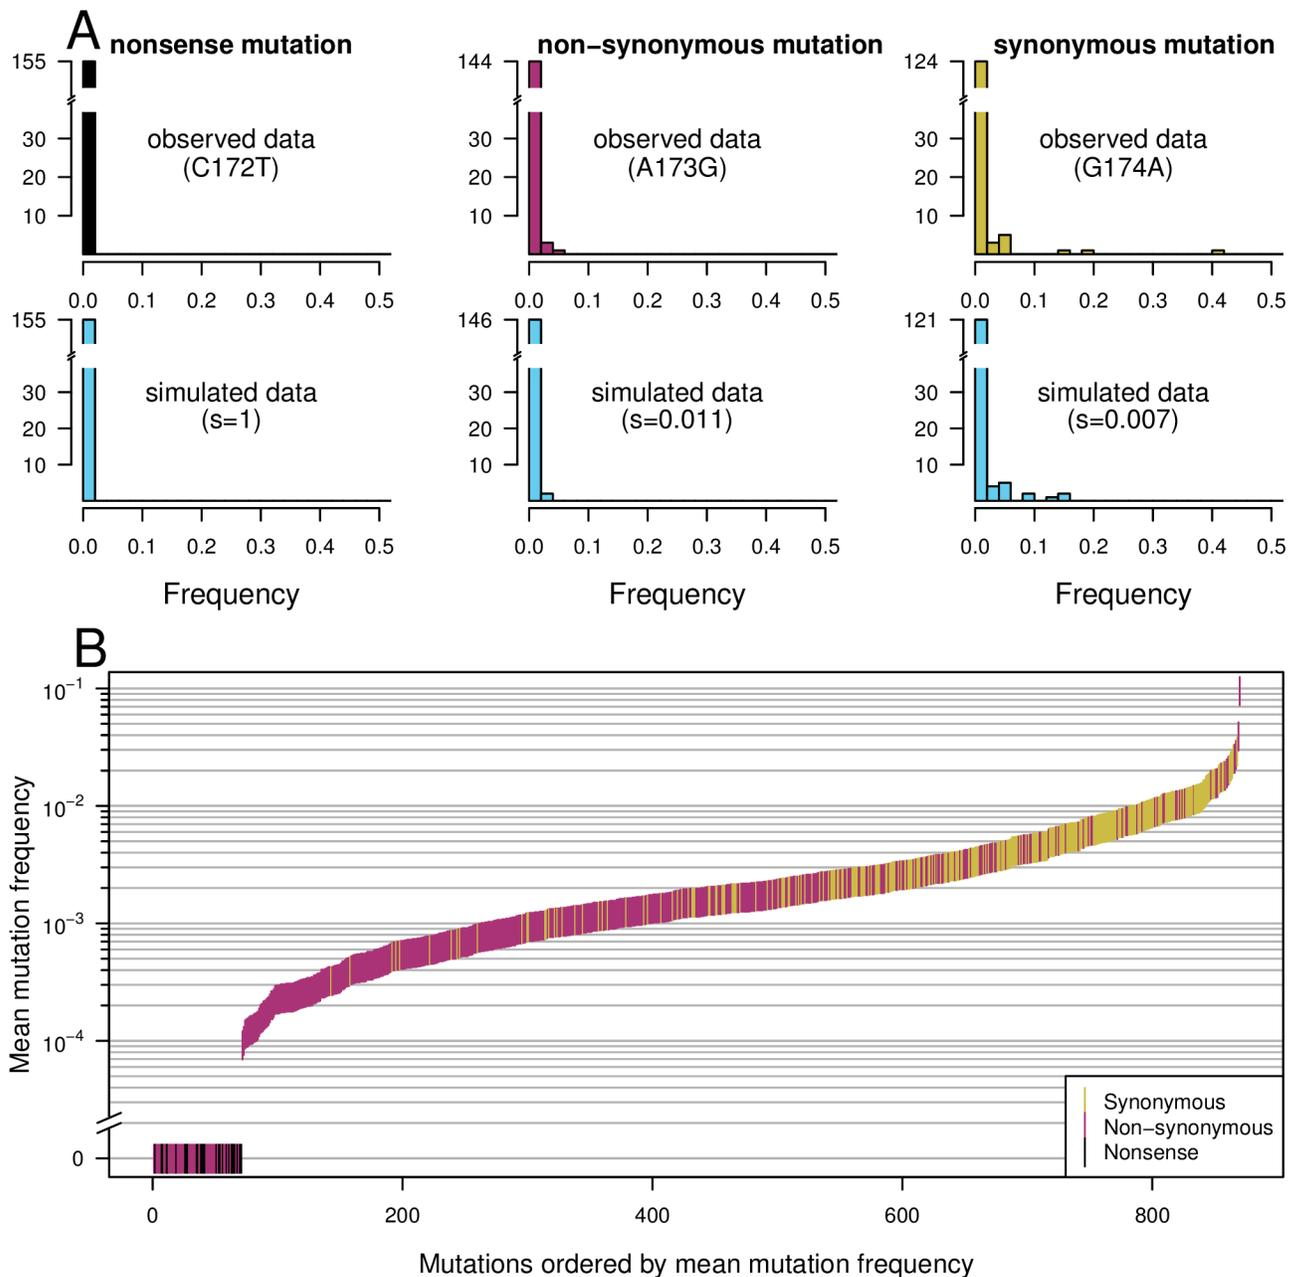 A
nonsense mutation
non−synonymous mutation
synonymous mutation
155
30
20
10
observed data
(C172T)
0.0 0.1 0.2 0.3 0.4 0.5
144
30
20
10
observed data
(A173G)
0.0 0.1 0.2 0.3 0.4 0.5
124
30
20
10
observed data
(G174A)
0.0 0.1 0.2 0.3 0.4 0.5
155
30
20
10
simulated data
(s=1)
0.0 0.1 0.2 0.3 0.4 0.5
Frequency
146
30
20
10
simulated data
(s=0.011)
0.0 0.1 0.2 0.3 0.4 0.5
Frequency
121
30
20
10
simulated data
(s=0.007)
0.0 0.1 0.2 0.3 0.4 0.5
Frequency
B
Mean mutation frequency
10⁻¹
10⁻²
10⁻³
10⁻⁴
0
Synonymous
Non−synonymous
Nonsense
0 200 400 600 800
Mutations ordered by mean mutation frequency